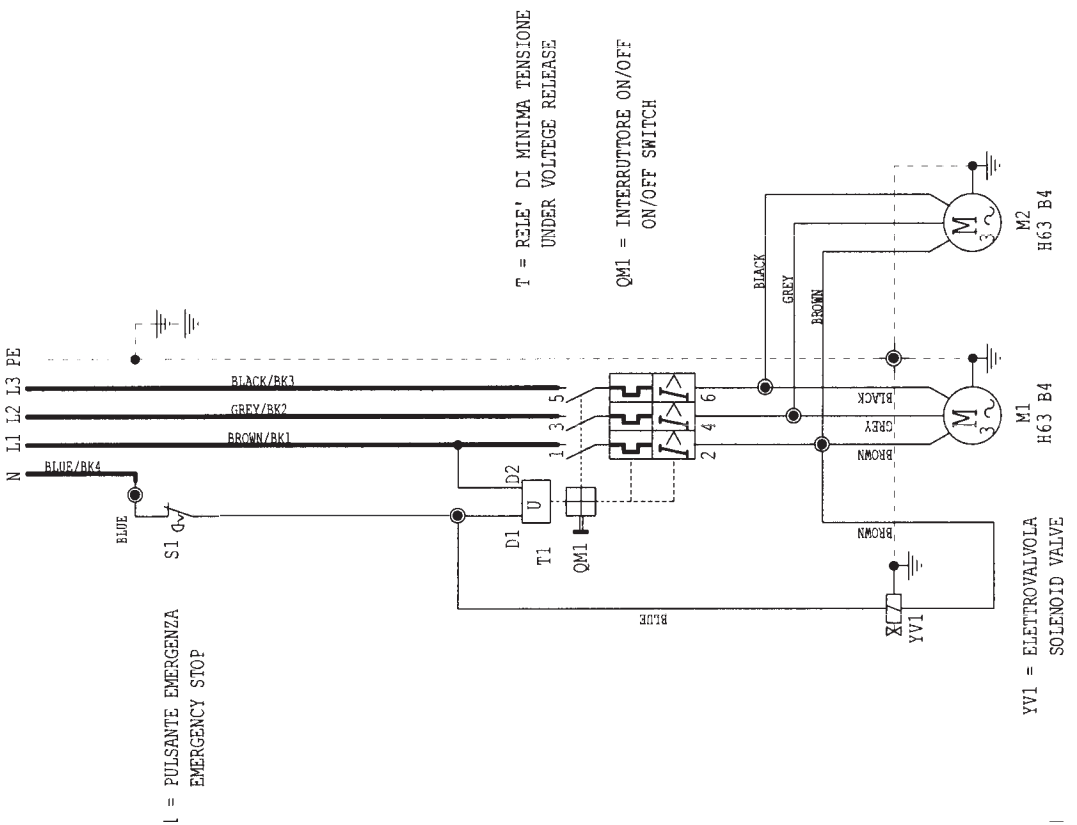 N L1 L2 L3 PE
BLUE/BK4
BROWN/BK1
GREY/BK2
BLACK/BK3
BLUE
S1
1 = PULSANTE EMERGENZA
EMERGENCY STOP
D1 D2
U
T1
QM1
1 3 5
2 4 6
T = RELE' DI MINIMA TENSIONE
UNDER VOLTEGE RELEASE
QM1 = INTERRUTTORE ON/OFF
ON/OFF SWITCH
BLACK
GREY
BROWN
BLUE
BROWN
BROWN
GREY
BLACK
YV1
M
3~
M1
H63 B4
M
3~
M2
H63 B4
YV1 = ELETTROVALVOLA
SOLENOID VALVE